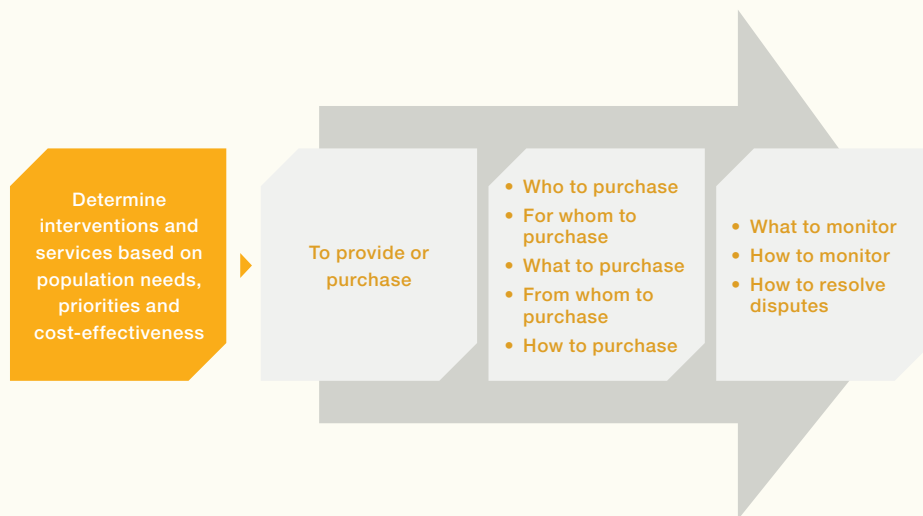 Determine
interventions and
services based on
population needs,
priorities and
cost-effectiveness
To provide or
purchase
• Who to purchase
• For whom to
purchase
• What to purchase
• From whom to
purchase
• How to purchase
• What to monitor
• How to monitor
• How to resolve
disputes